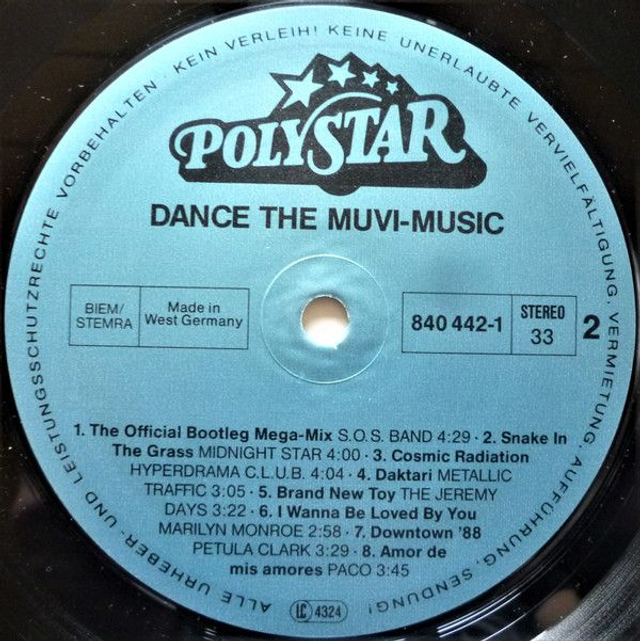 ALLE URHEBER- UND LEISTUNGSSCHUTZRECHTE VORBEHALTEN · KEIN VERLEIH! KEINE UNERLAUBTE VERVIELFÄLTIGUNG, VERMIETUNG, AUFFÜHRUNG, SENDUNG!
POLYSTAR
DANCE THE MUVI-MUSIC
BIEM/
STEMRA
Made in
West Germany
840 442-1
STEREO
33
2
1. The Official Bootleg Mega-Mix S.O.S. BAND 4:29 · 2. Snake In
The Grass MIDNIGHT STAR 4:00 · 3. Cosmic Radiation
HYPERDRAMA C.L.U.B. 4:04 · 4. Daktari METALLIC
TRAFFIC 3:05 · 5. Brand New Toy THE JEREMY
DAYS 3:22 · 6. I Wanna Be Loved By You
MARILYN MONROE 2:58 · 7. Downtown '88
PETULA CLARK 3:29 · 8. Amor de
mis amores PACO 3:45
LC 4324